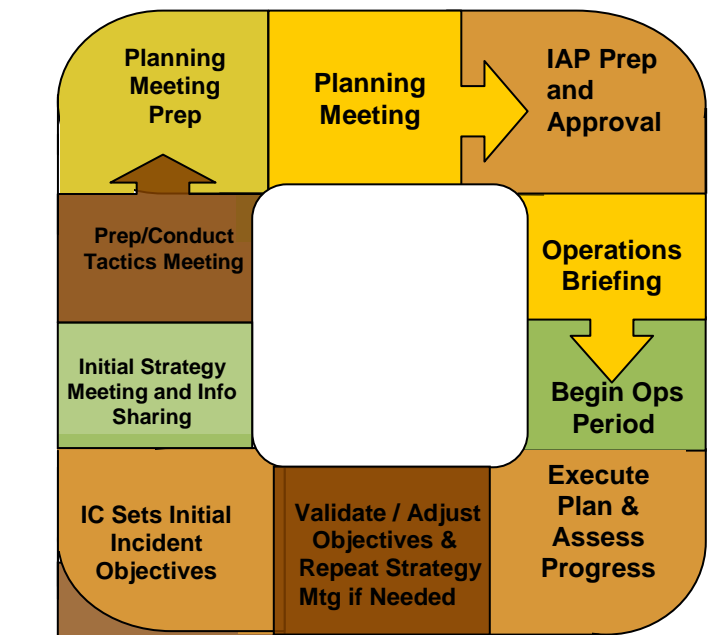 Planning
Meeting
Prep
Planning
Meeting
IAP Prep
and
Approval
Prep/Conduct
Tactics Meeting
Operations
Briefing
Initial Strategy
Meeting and Info
Sharing
Begin Ops
Period
IC Sets Initial
Incident
Objectives
Validate / Adjust
Objectives &
Repeat Strategy
Mtg if Needed
Execute
Plan &
Assess
Progress